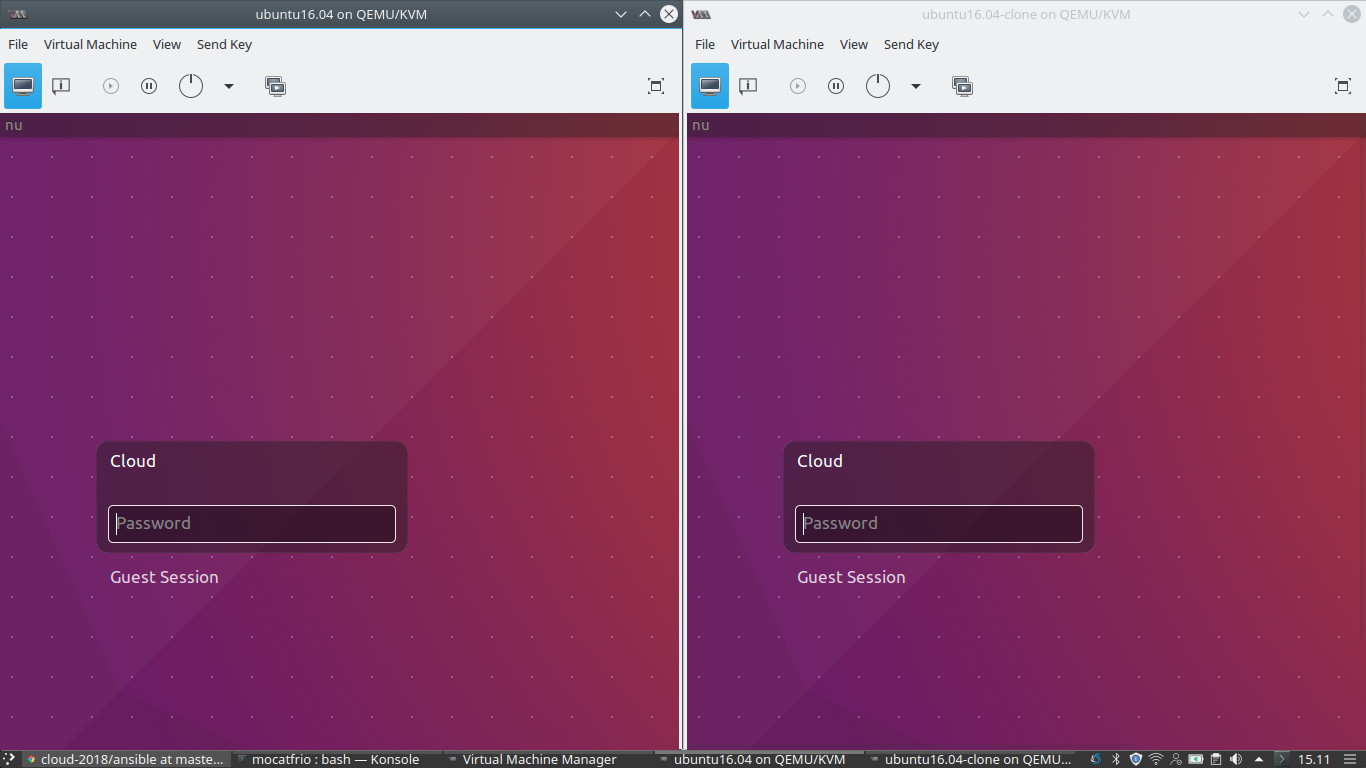 ubuntu16.04 on QEMU/KVM
File Virtual Machine View Send Key
nu
Cloud
Password
Guest Session
ubuntu16.04-clone on QEMU/KVM
File Virtual Machine View Send Key
nu
Cloud
Password
Guest Session
cloud-2018/ansible at maste... mocatfrio : bash — Konsole Virtual Machine Manager ubuntu16.04 on QEMU/KVM ubuntu16.04-clone on QEMU... 15.11